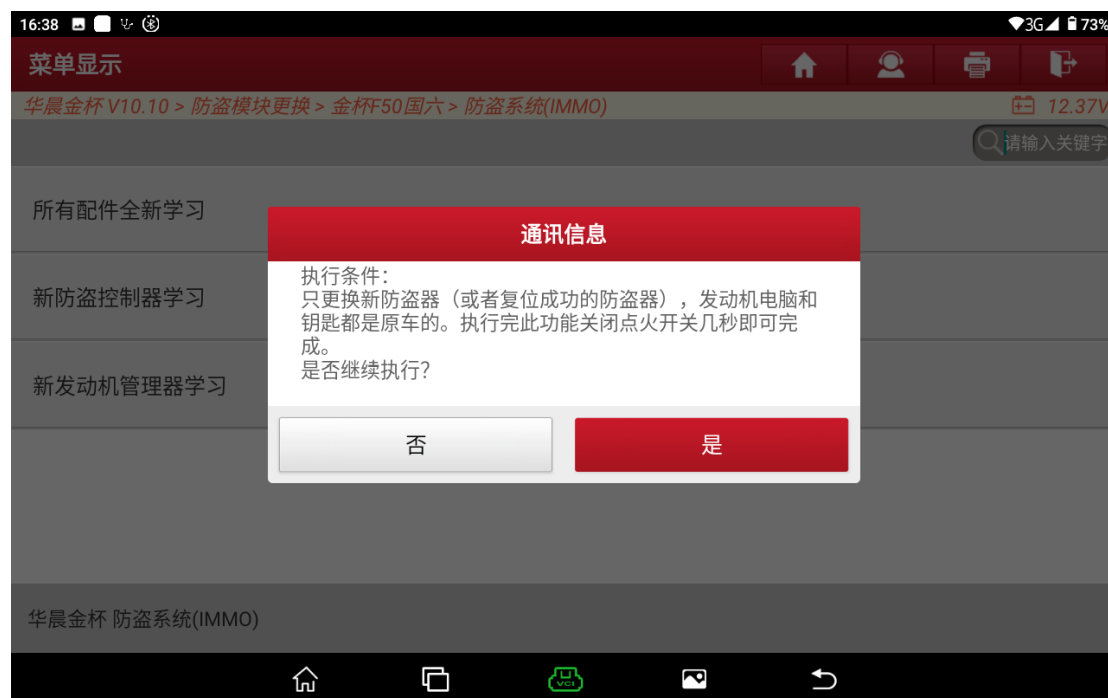 16:38 3G 73%
菜单显示
华晨金杯 V10.10 > 防盗模块更换 > 金杯F50国六 > 防盗系统(IMMO) 12.37V
请输入关键字
所有配件全新学习
通讯信息
执行条件：
只更换新防盗器（或者复位成功的防盗器），发动机电脑和
钥匙都是原车的。执行完此功能关闭点火开关几秒即可完
成。
是否继续执行？
新防盗控制器学习
新发动机管理器学习
否 是
华晨金杯 防盗系统(IMMO)
VCI